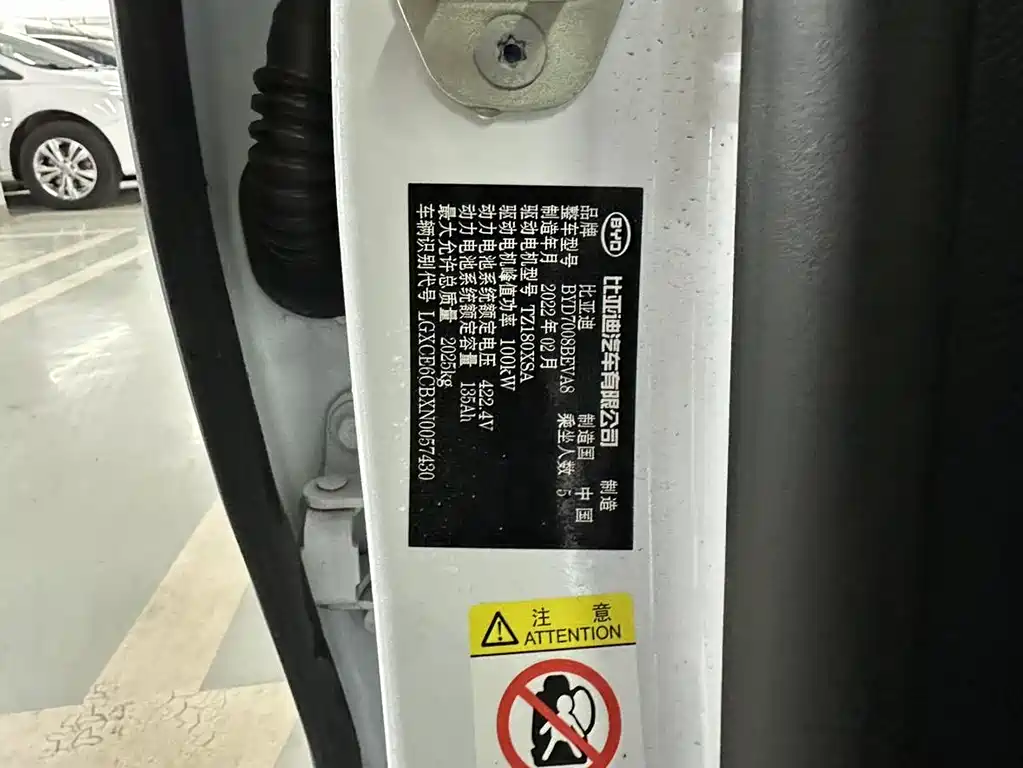 BYD 比亚迪汽车有限公司 制造
品牌 比亚迪 制造国 中国
整车型号 BYD7008BEVA8 乘坐人数 5
制造年月 2022年02月
驱动电机型号 TZ180XSA
驱动电机峰值功率 100kW
动力电池系统额定电压 422.4V
动力电池系统额定容量 135Ah
最大允许总质量 2025kg
车辆识别代号 LGXCE6CBXN0057430
注意
ATTENTION